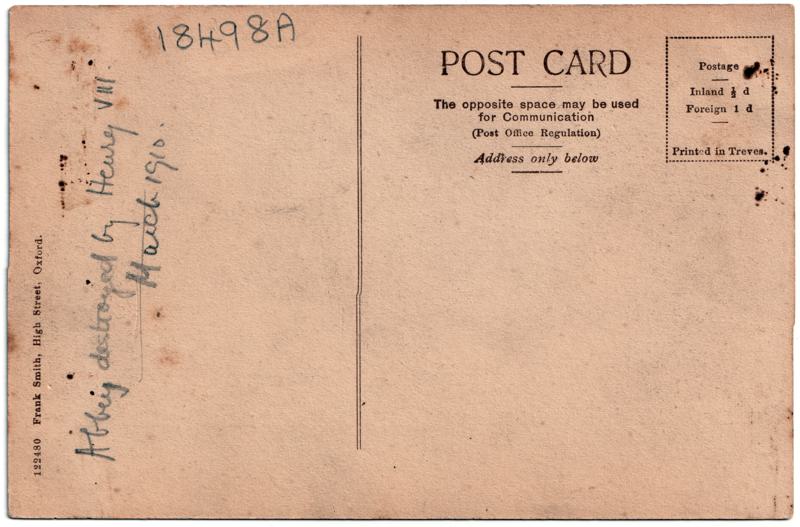 18498A
Abbey destroyed by Henry VIII.
March 1910.
122480 Frank Smith, High Street, Oxford.
POST CARD
The opposite space may be used
for Communication
(Post Office Regulation)
Address only below
Postage
Inland ½ d
Foreign 1 d
Printed in Treves.